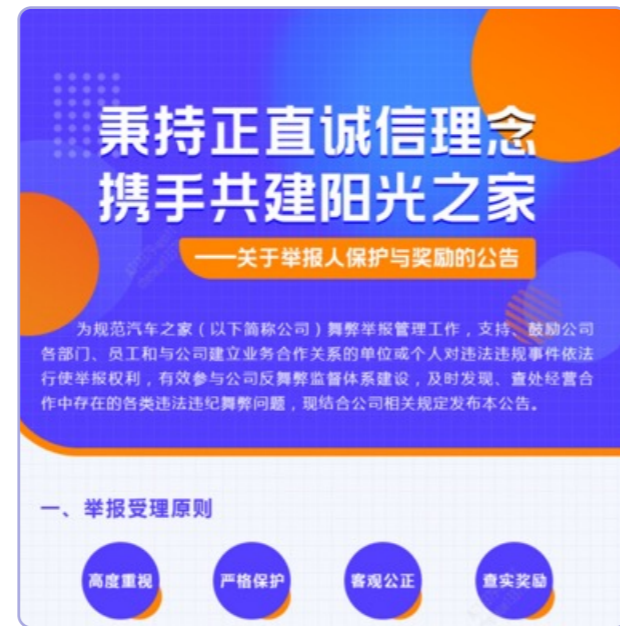 秉持正直诚信理念
携手共建阳光之家
——关于举报人保护与奖励的公告
为规范汽车之家（以下简称公司）舞弊举报管理工作，支持、鼓励公司
各部门、员工和与公司建立业务合作关系的单位或个人对违法违规事件依法
行使举报权利，有效参与公司反舞弊监督体系建设，及时发现、查处经营合
作中存在的各类违法违纪舞弊问题，现结合公司相关规定发布本公告。
一、举报受理原则
高度重视 严格保护 客观公正 查实奖励